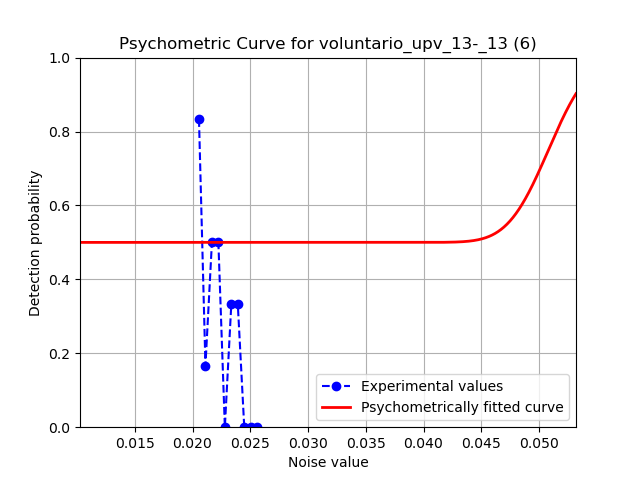 Psychometric Curve for voluntario_upv_13-_13 (6)
1.0
0.8
0.6
0.4
0.2
0.0
Detection probability
Experimental values
Psychometrically fitted curve
0.015 0.020 0.025 0.030 0.035 0.040 0.045 0.050
Noise value